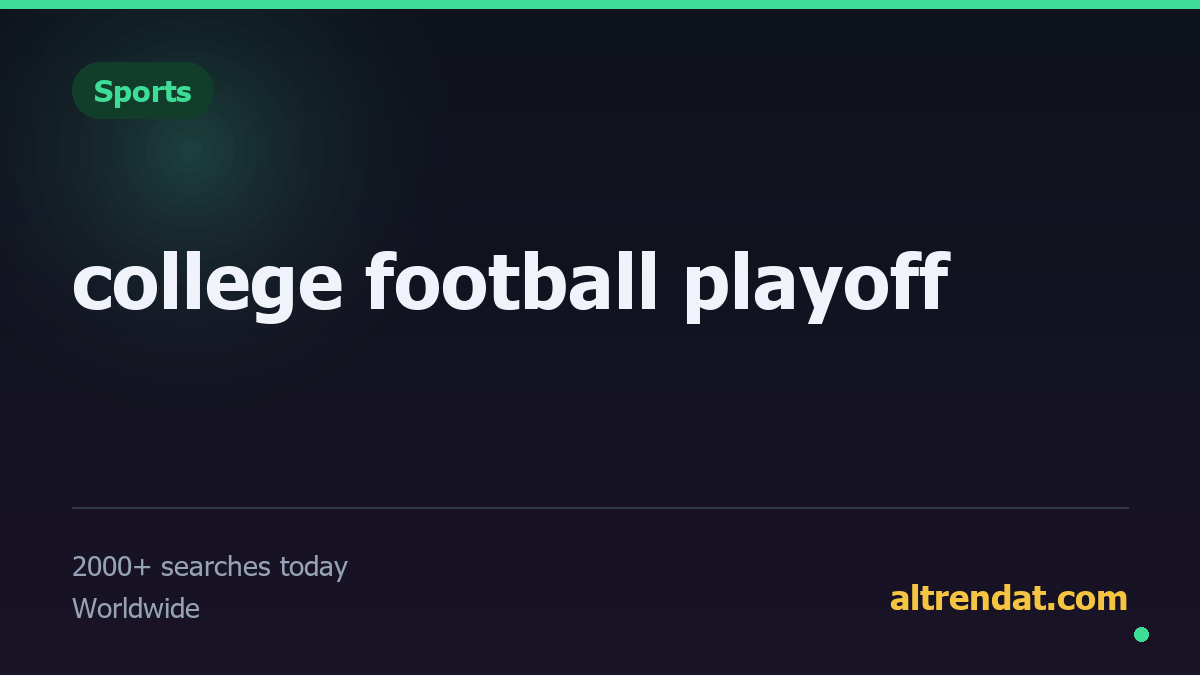 Sports
college football playoff
2000+ searches today
Worldwide
altrendat.com